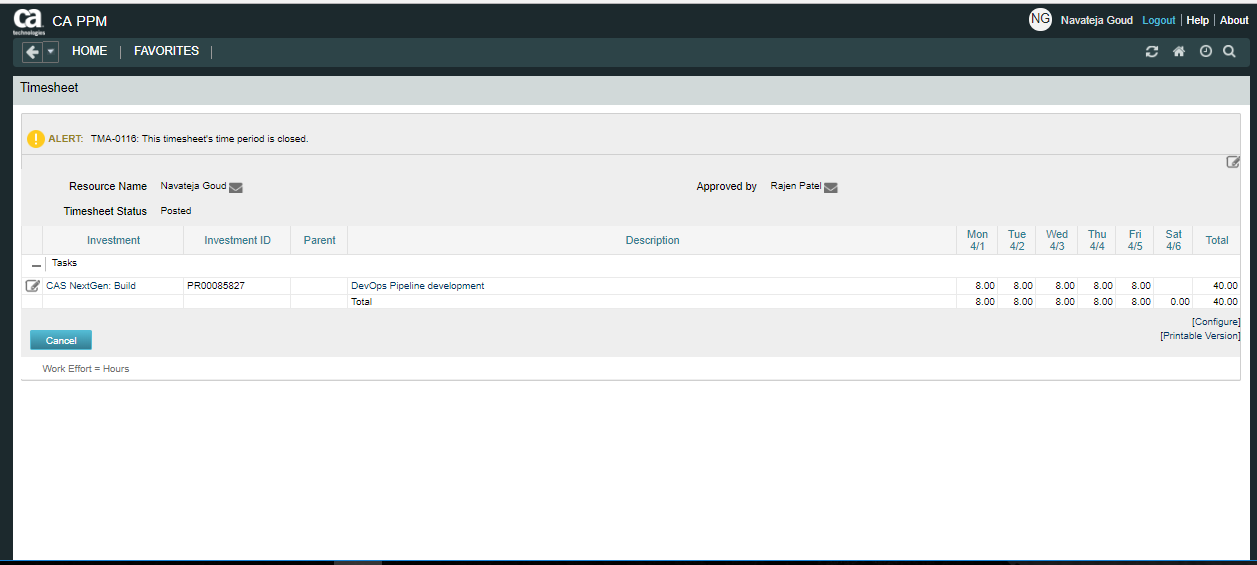 ca technologies CA PPM NG Navateja Goud Logout | Help | About
HOME | FAVORITES |
Timesheet
ALERT: TMA-0116: This timesheet's time period is closed.
Resource Name Navateja Goud Approved by Rajen Patel
Timesheet Status Posted
Investment Investment ID Parent Description Mon 4/1 Tue 4/2 Wed 4/3 Thu 4/4 Fri 4/5 Sat 4/6 Total
Tasks
CAS NextGen: Build PR00085827 DevOps Pipeline development 8.00 8.00 8.00 8.00 8.00 40.00
Total 8.00 8.00 8.00 8.00 8.00 0.00 40.00
[Configure]
[Printable Version]
Cancel
Work Effort = Hours